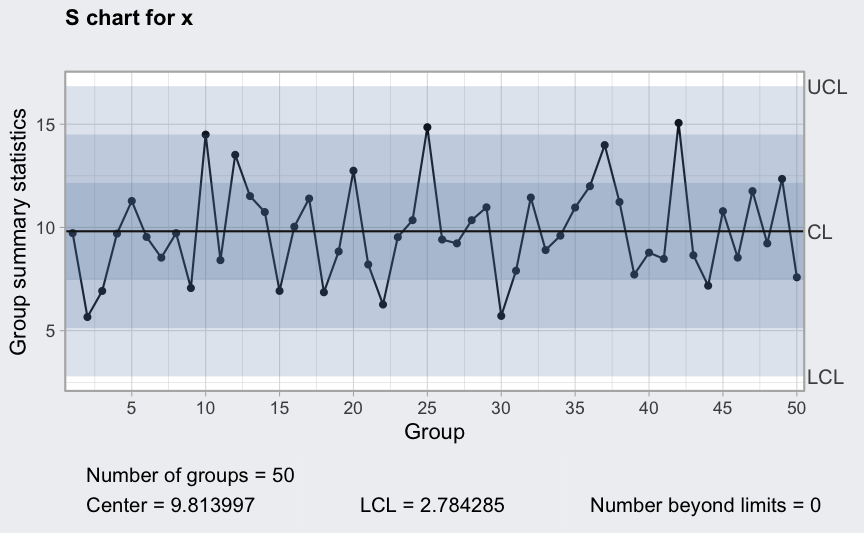 S chart for x
UCL
15
10
CL
5
LCL
Group summary statistics
5 10 15 20 25 30 35 40 45 50
Group
Number of groups = 50
Center = 9.813997 LCL = 2.784285 Number beyond limits = 0